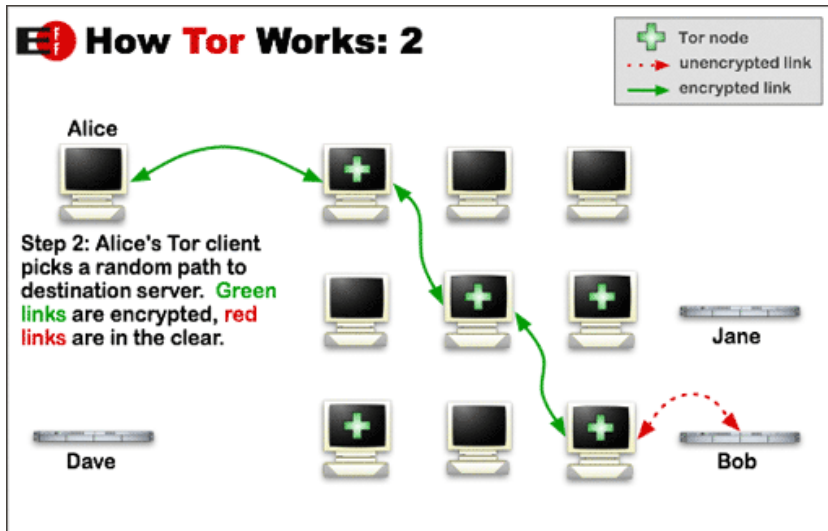 EFF How Tor Works: 2
Tor node
unencrypted link
encrypted link
Alice
Step 2: Alice's Tor client
picks a random path to
destination server. Green
links are encrypted, red
links are in the clear.
Jane
Dave
Bob